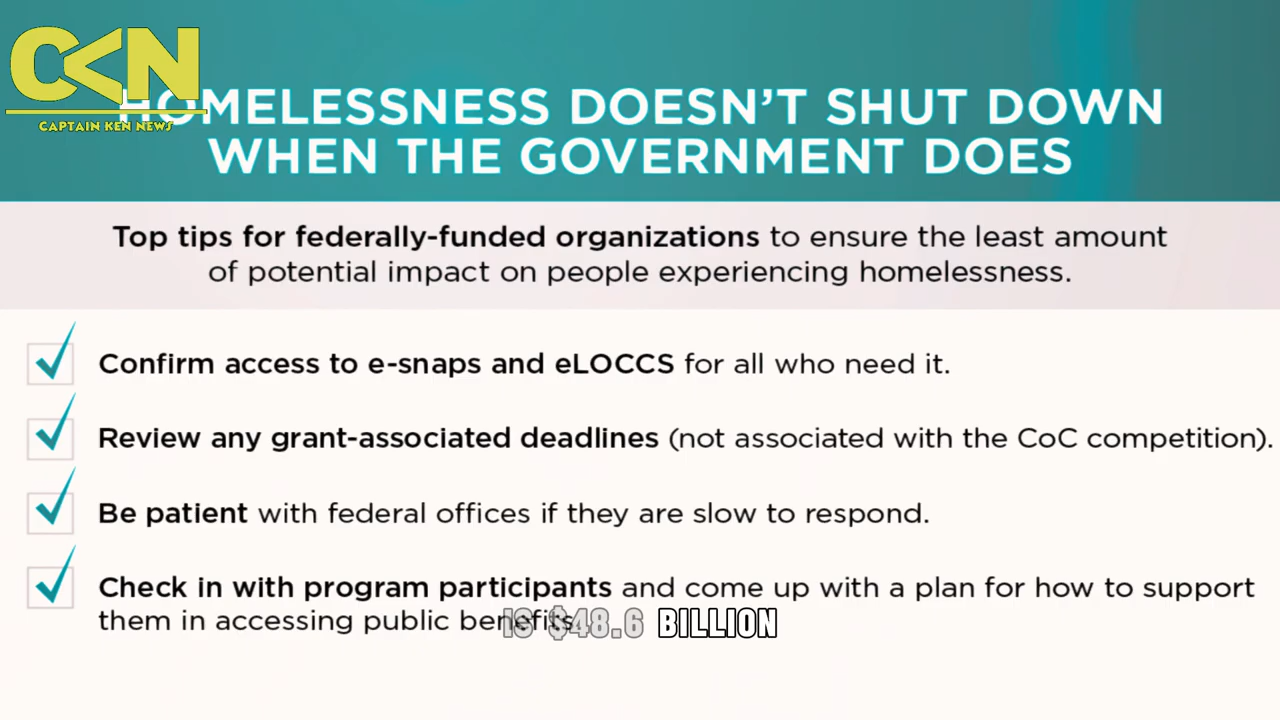 CKN
CAPTAIN KEN NEWS
HOMELESSNESS DOESN'T SHUT DOWN
WHEN THE GOVERNMENT DOES
Top tips for federally-funded organizations to ensure the least amount
of potential impact on people experiencing homelessness.
Confirm access to e-snaps and eLOCCS for all who need it.
Review any grant-associated deadlines (not associated with the CoC competition).
Be patient with federal offices if they are slow to respond.
Check in with program participants and come up with a plan for how to support
them in accessing public benefits.
IS $48.6 BILLION